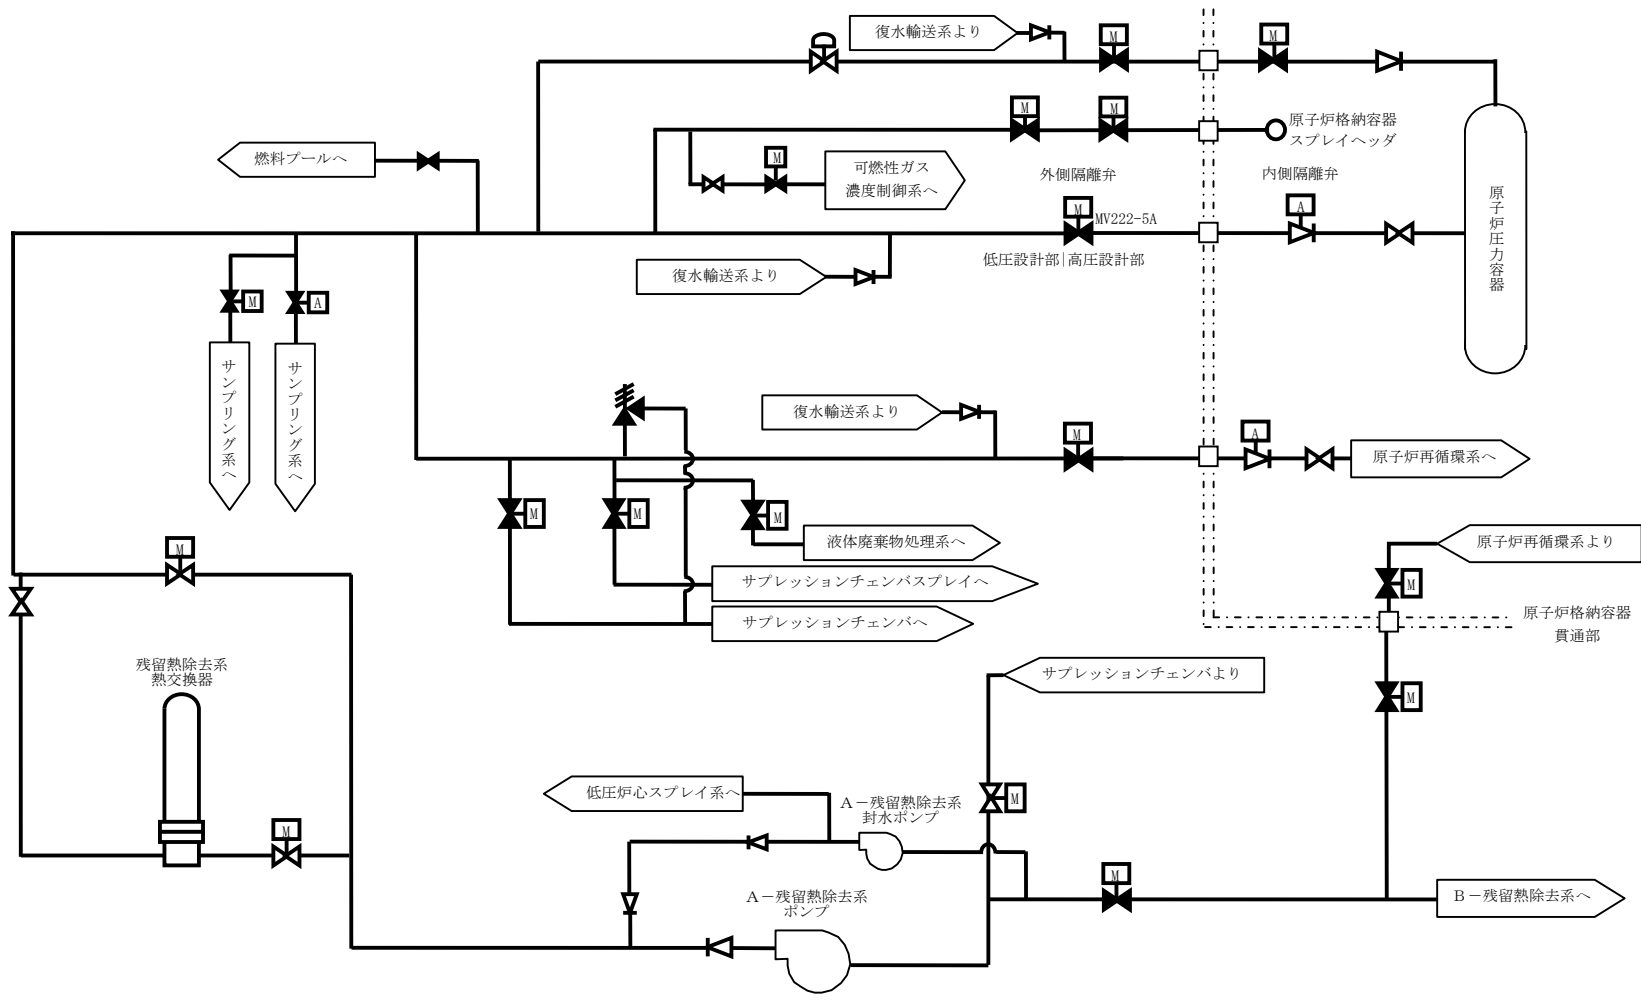 復水輸送系より
M
M
M
M
原子炉格納容器
スプレイヘッダ
燃料プールへ
M
可燃性ガス
濃度制御系へ
外側隔離弁
内側隔離弁
M
MV222-5A
A
原子炉圧力容器
復水輸送系より
低圧設計部|高圧設計部
M
A
サンプリング系へ
サンプリング系へ
復水輸送系より
M
A
原子炉再循環系へ
M
M
M
液体廃棄物処理系へ
サプレッションチェンバスプレイへ
サプレッションチェンバへ
原子炉再循環系より
M
M
原子炉格納容器
貫通部
残留熱除去系
熱交換器
サプレッションチェンバより
M
低圧炉心スプレイ系へ
A-残留熱除去系
封水ポンプ
M
M
A-残留熱除去系
ポンプ
M
B-残留熱除去系へ